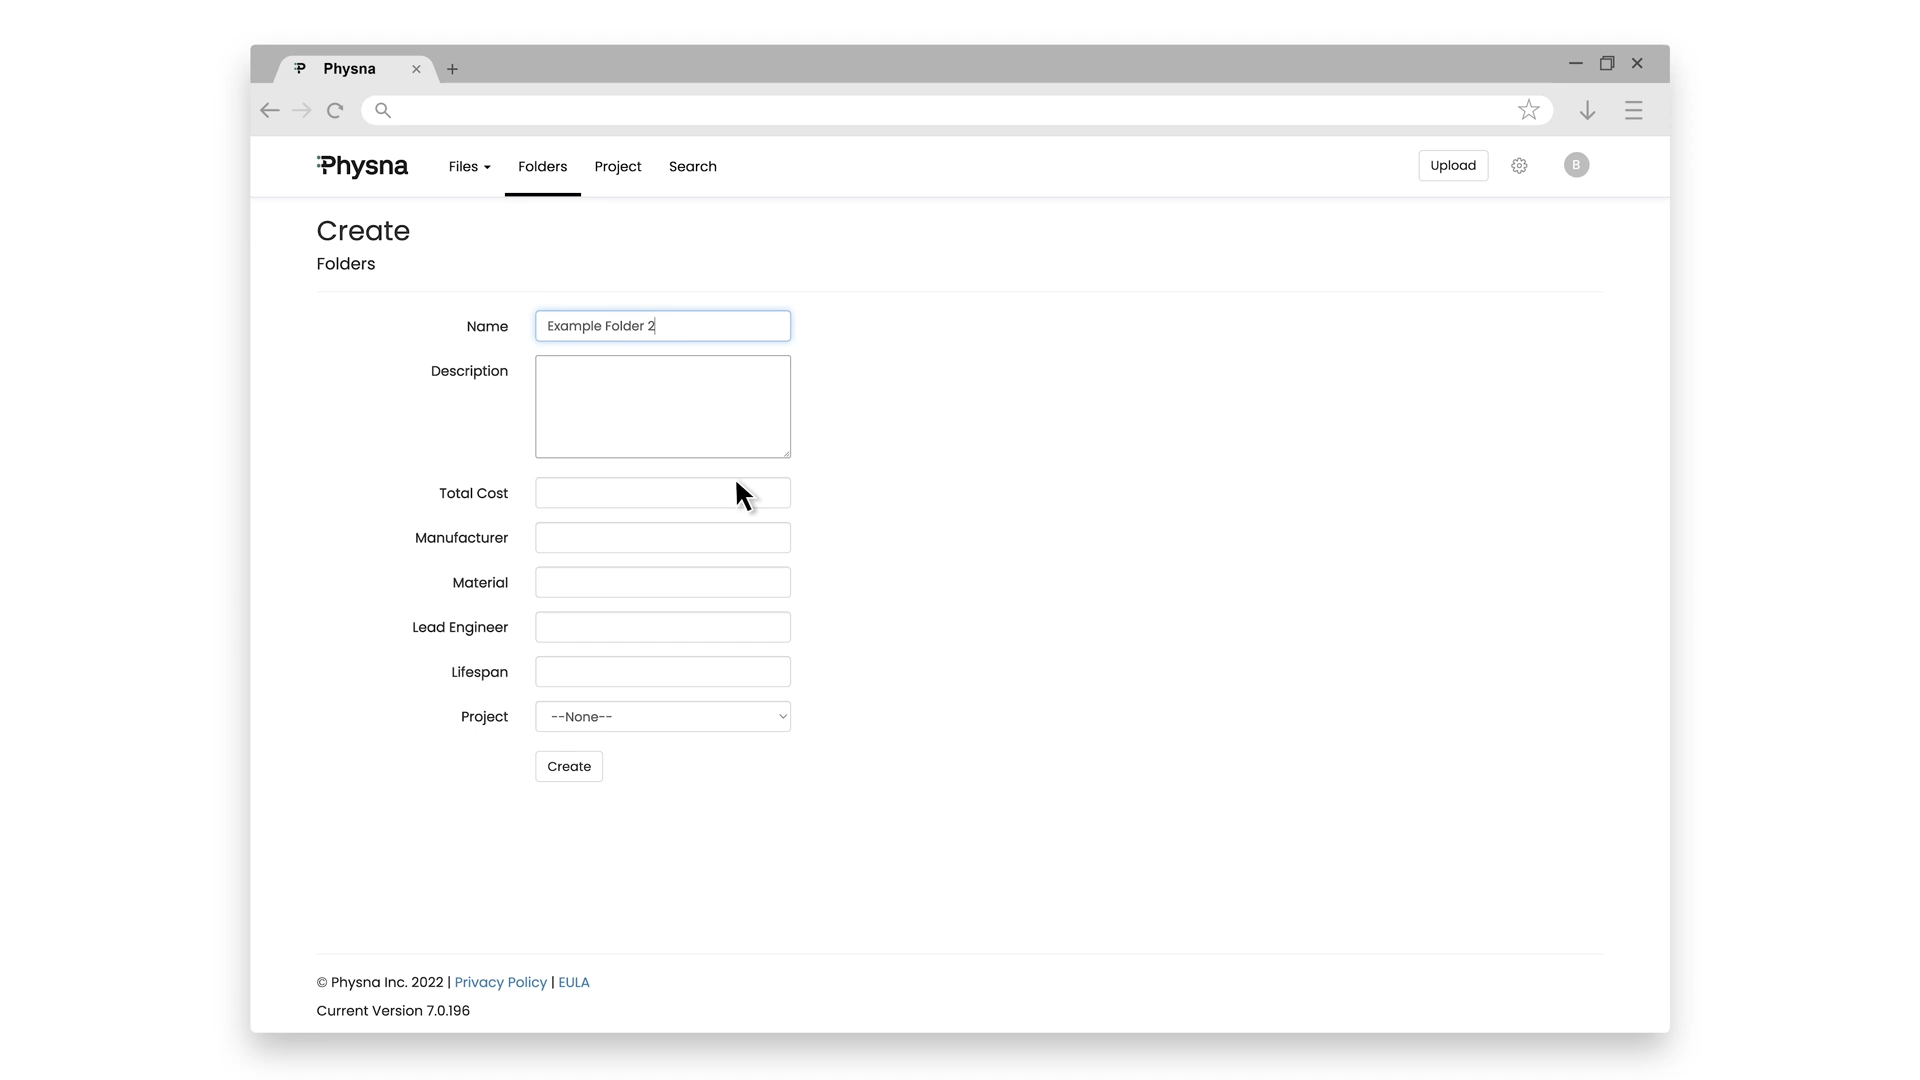 Physna
Physna Files Folders Project Search Upload B
Create
Folders
Name Example Folder 2
Description
Total Cost
Manufacturer
Material
Lead Engineer
Lifespan
Project --None--
Create
© Physna Inc. 2022 | Privacy Policy | EULA
Current Version 7.0.196